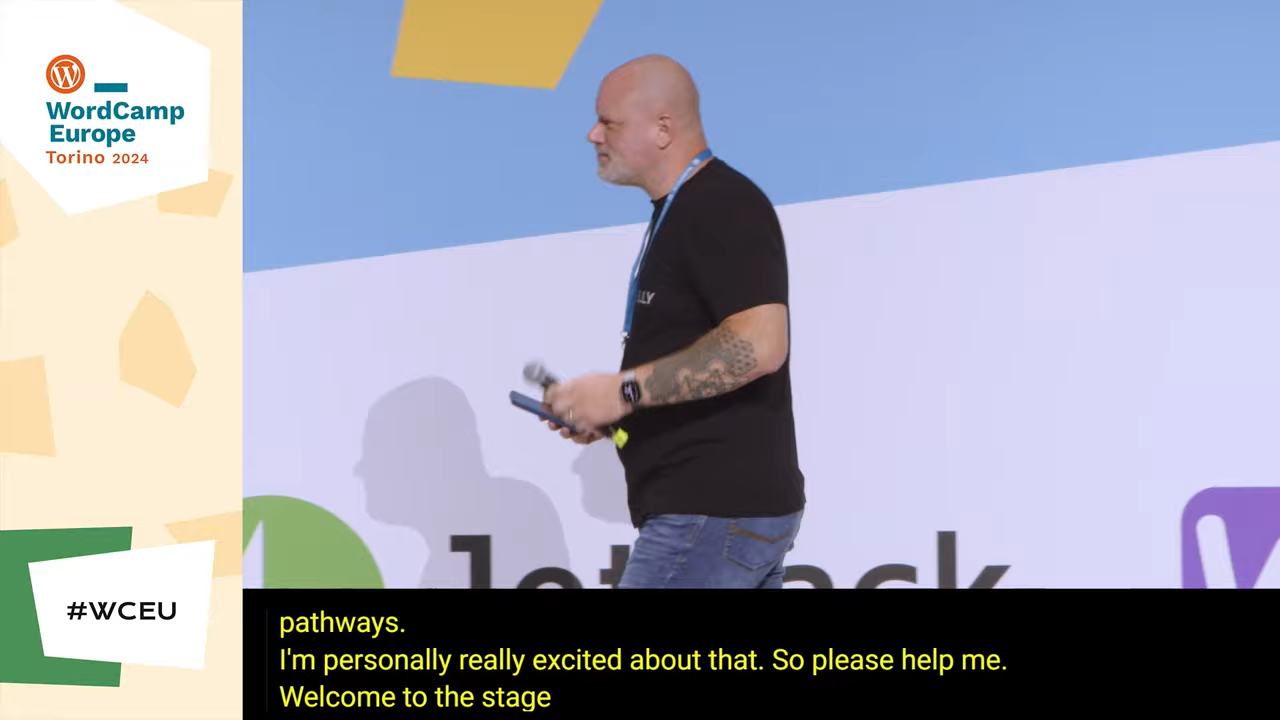 WordCamp
Europe
Torino 2024
#WCEU
LLY
pathways.
I'm personally really excited about that. So please help me.
Welcome to the stage